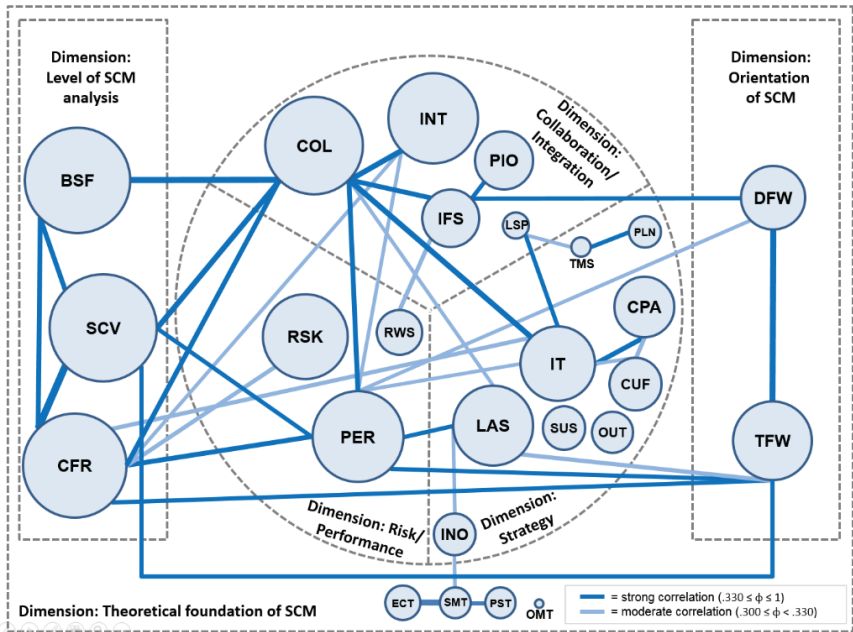 Dimension:
Level of SCM
analysis
Dimension:
Collaboration/
Integration
Dimension:
Orientation
of SCM
BSF
COL
INT
PIO
IFS
DFW
LSP
PLN
TMS
SCV
RSK
RWS
CPA
IT
CUF
CFR
PER
LAS
SUS
OUT
TFW
Dimension: Risk/
Performance
Dimension:
Strategy
INO
ECT
SMT
PST
OMT
Dimension: Theoretical foundation of SCM
= strong correlation (.330 ≤ ϕ ≤ 1)
= moderate correlation (.300 ≤ ϕ < .330)